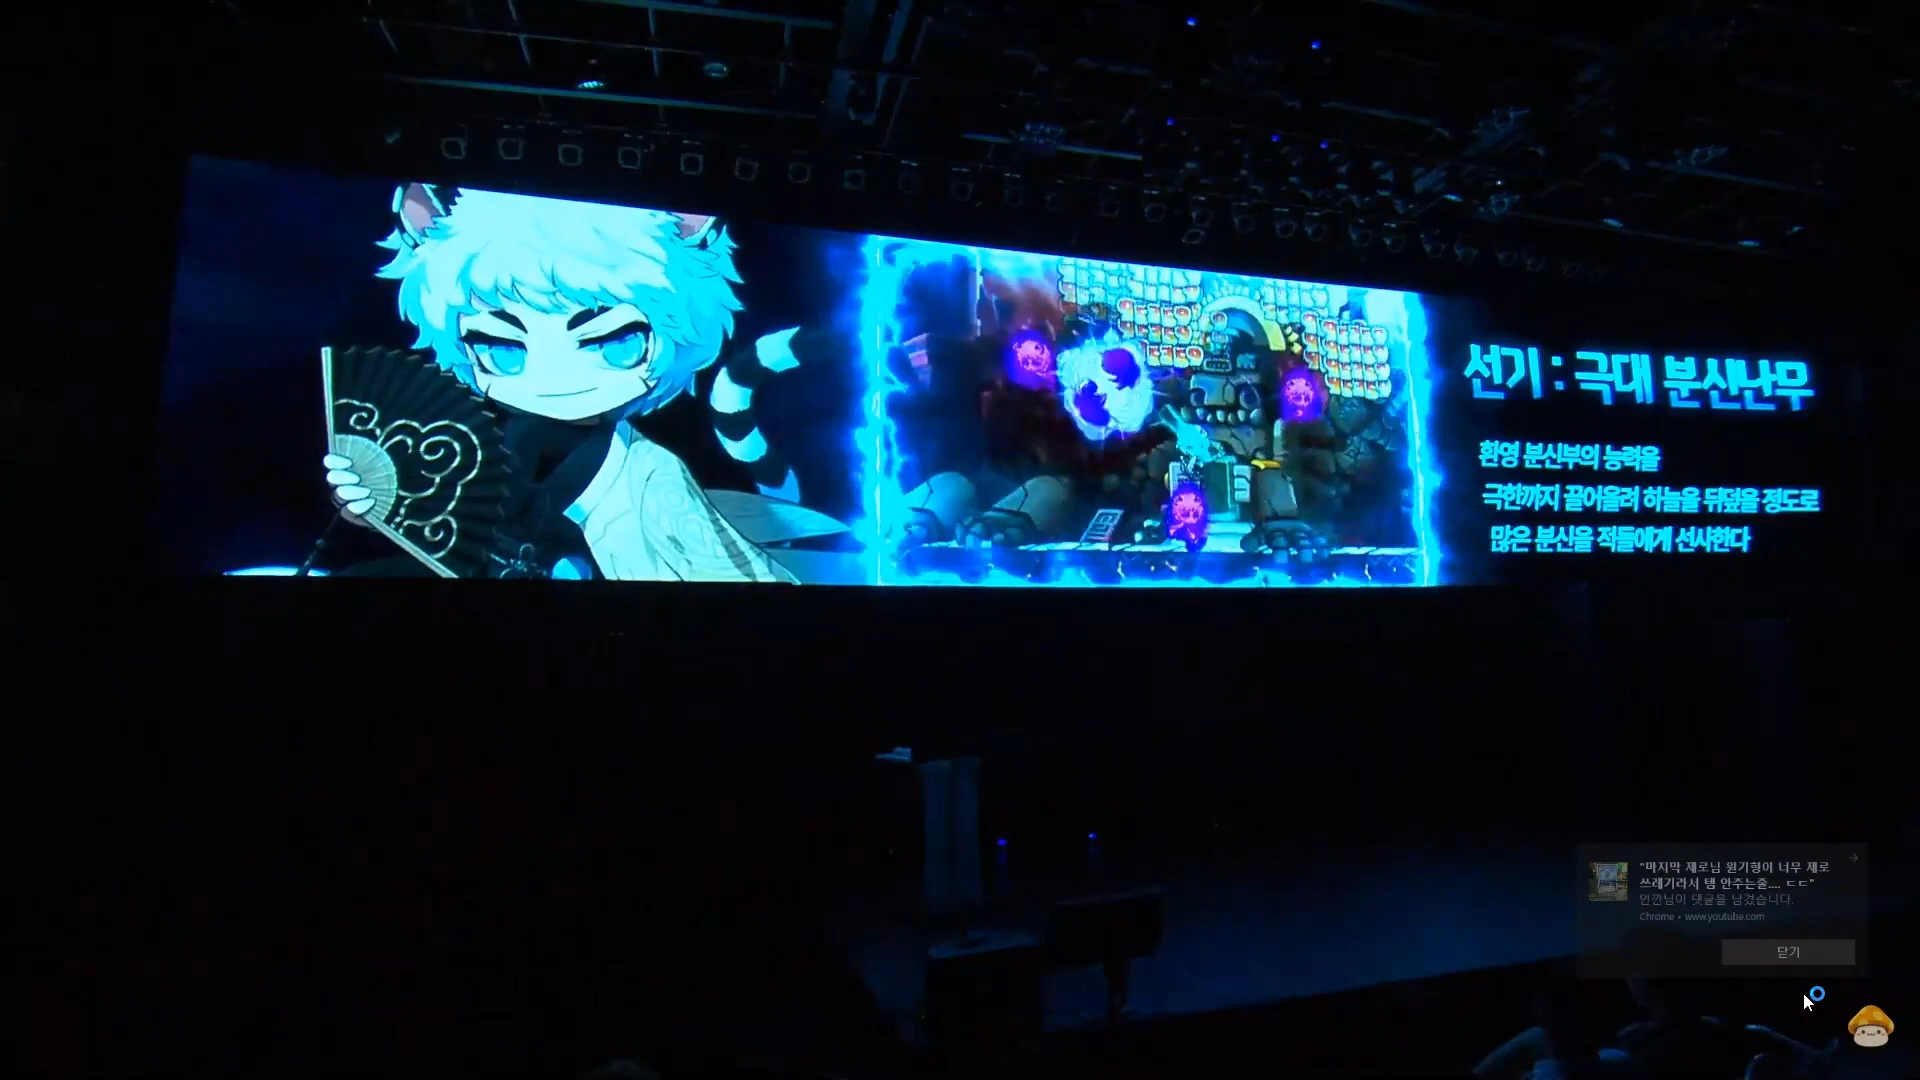 선기 : 극대 분신난무
환영 분신부의 능력을
극한까지 끌어올려 하늘을 뒤덮을 정도로
많은 분신을 적들에게 선사한다
"마지막 제로님 원기형이 너무 제로
쓰레기라서 템 안주는줄.... ㄷㄷ"
님이 댓글을 남겼습니다.
Chrome • www.youtube.com
닫기